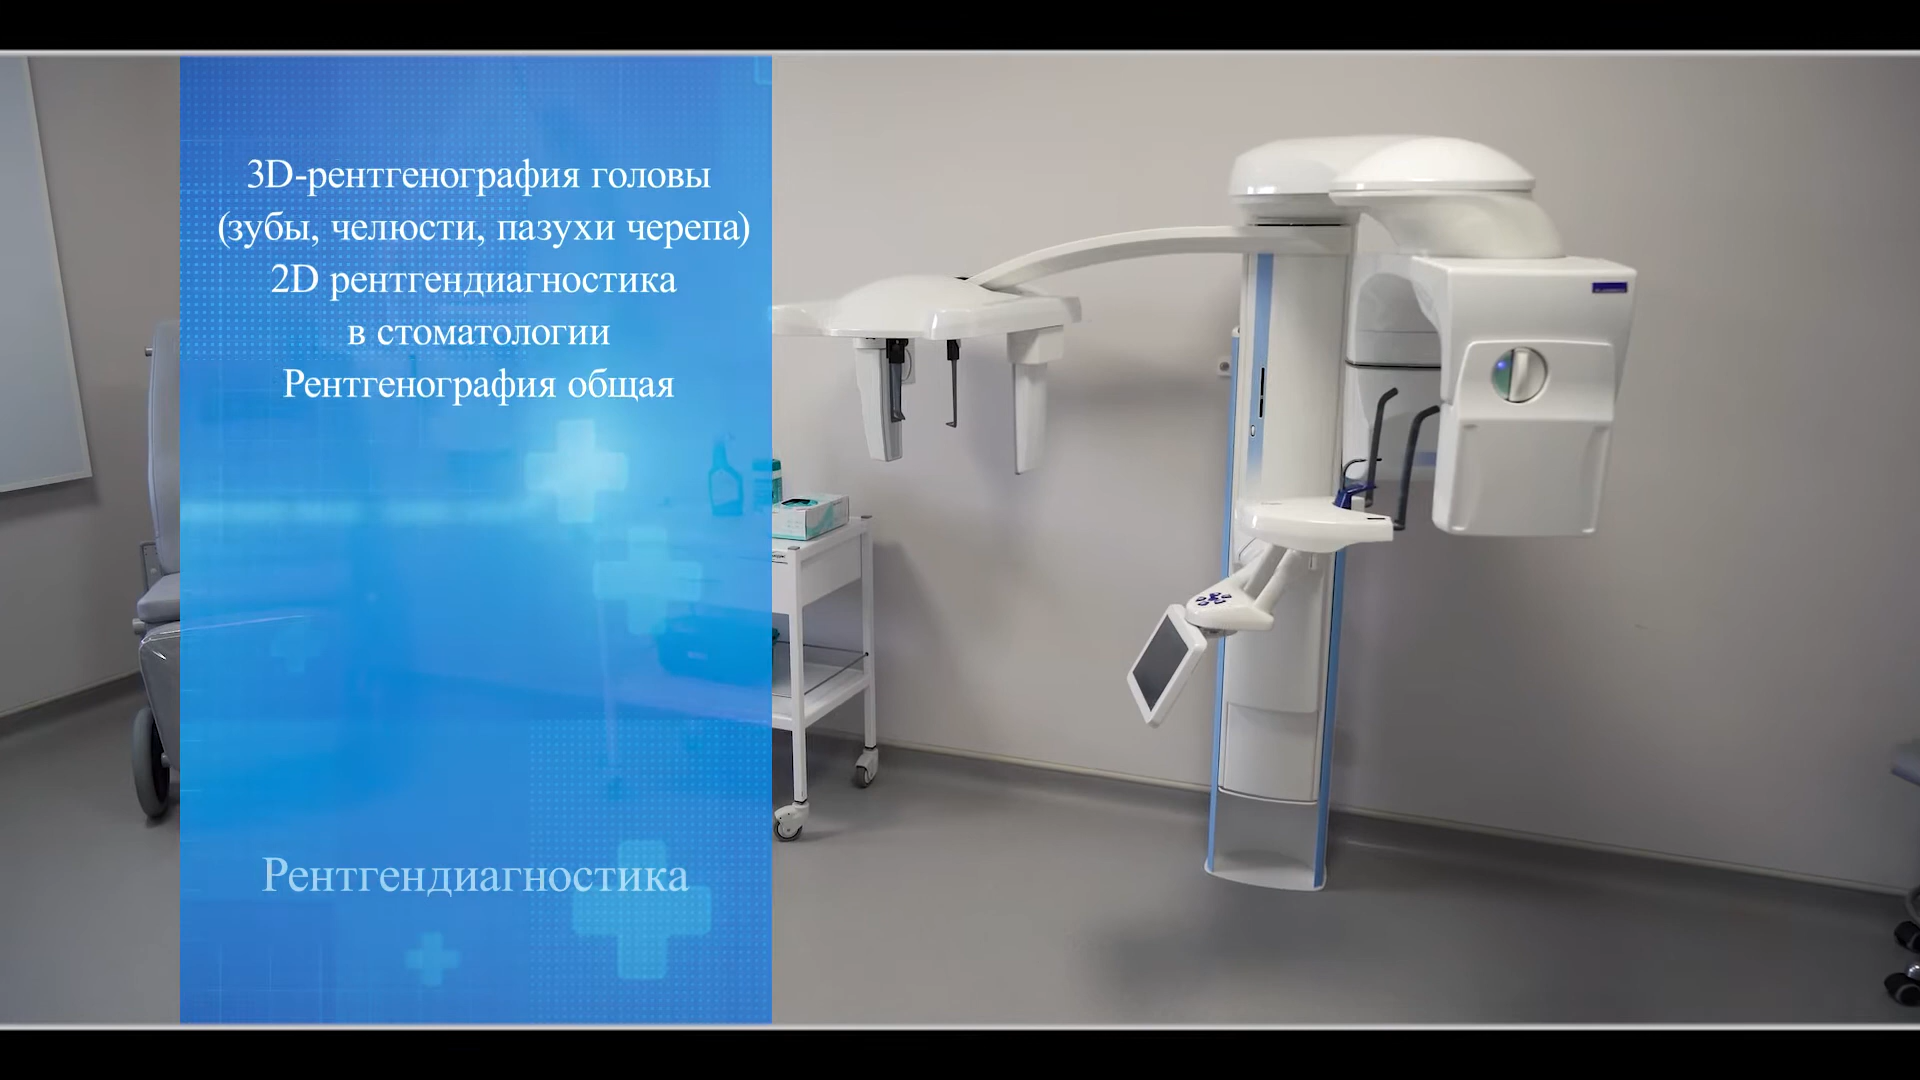 3D-рентгенография головы
(зубы, челюсти, пазухи черепа)
2D рентгендиагностика
в стоматологии
Рентгенография общая
Рентгендиагностика